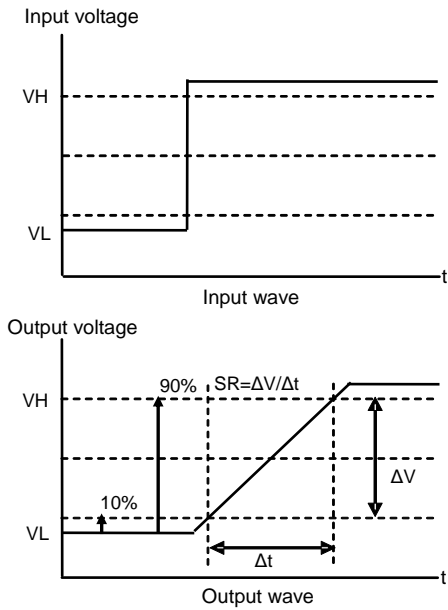 Input voltage
VH
VL
t
Input wave
Output voltage
90%
SR=ΔV/Δt
VH
ΔV
10%
VL
Δt
t
Output wave